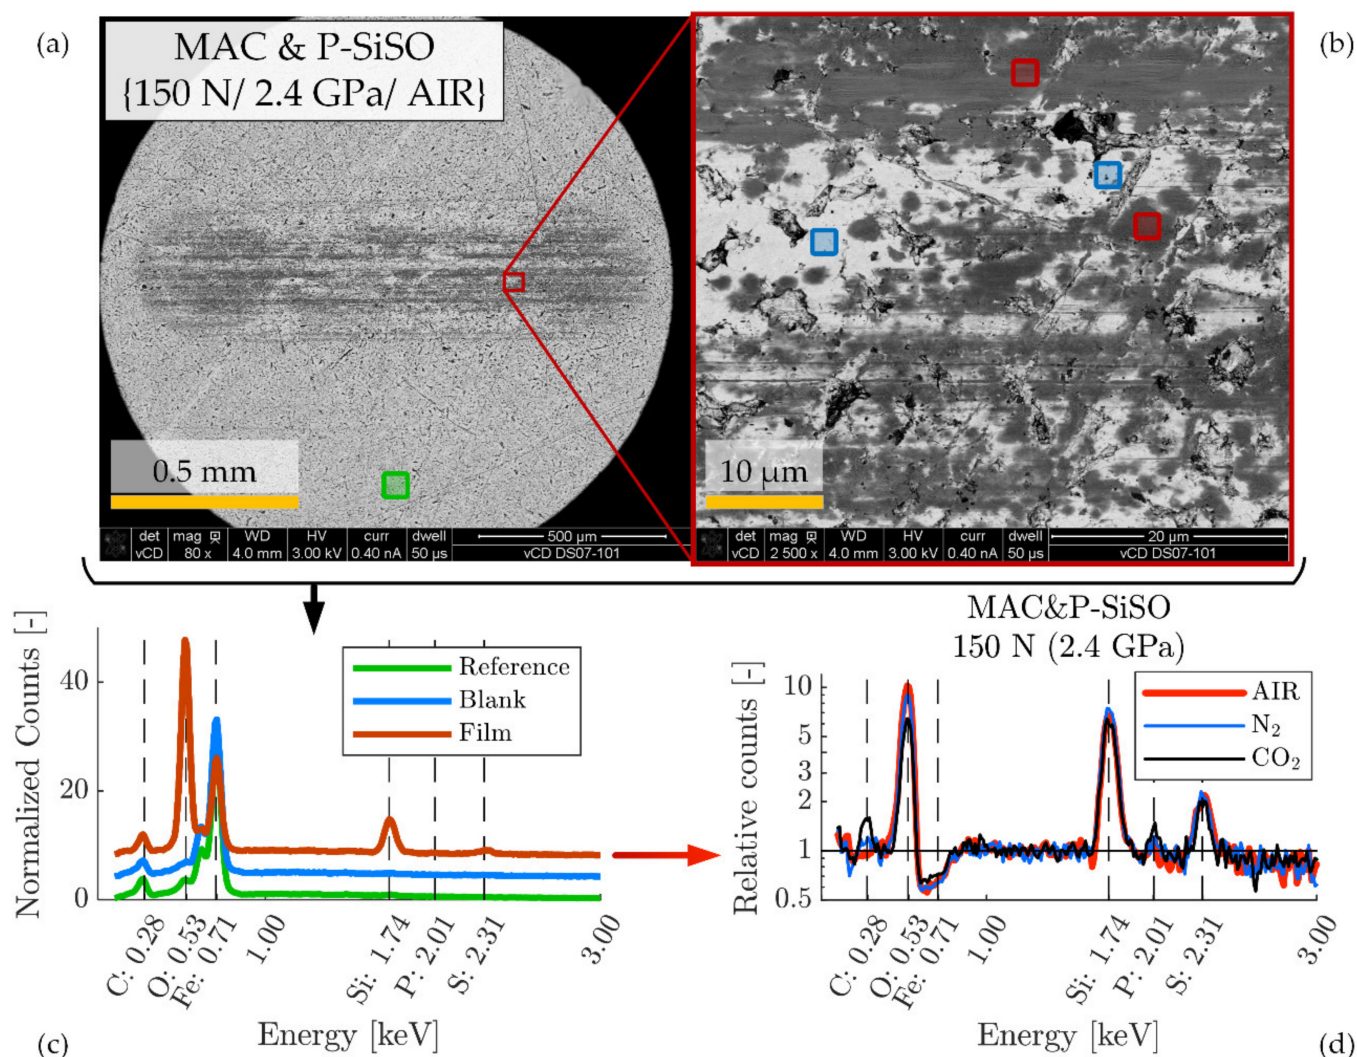 (a)
MAC & P-SiSO
{150 N/ 2.4 GPa/ AIR}
(b)
0.5 mm
10 μm
det mag WD HV curr dwell 500 μm
vCD 80 x 4.0 mm 3.00 kV 0.40 nA 50 μs vCD DS07-101
det mag WD HV curr dwell 20 μm
vCD 2 500 x 4.0 mm 3.00 kV 0.40 nA 50 μs vCD DS07-101
Normalized Counts [-]
40
20
0
Reference
Blank
Film
C: 0.28
O: 0.53
Fe: 0.71
1.00
Si: 1.74
P: 2.01
S: 2.31
3.00
Energy [keV]
(c)
MAC&P-SiSO
150 N (2.4 GPa)
Relative counts [-]
10
5
2
1
0.5
AIR
N₂
CO₂
C: 0.28
O: 0.53
Fe: 0.71
1.00
Si: 1.74
P: 2.01
S: 2.31
3.00
Energy [keV]
(d)